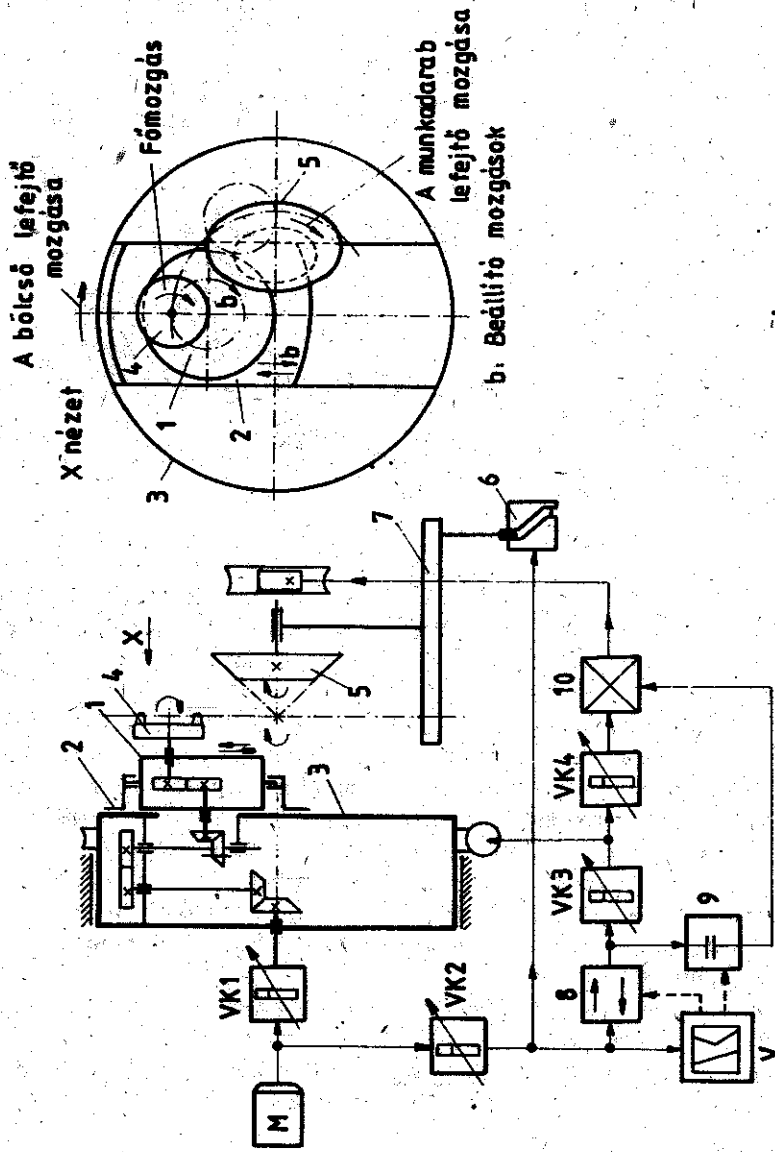 X nézet
A bölcső lefejtő
mozgása
Főmozgás
4
1
2
3
b
b
5
A munkadarab
lefejtő mozgása
b: Beállító mozgások
X
2
1
4
3
5
7
6
M
VK1
VK2
8
VK3
VK4
10
9
V